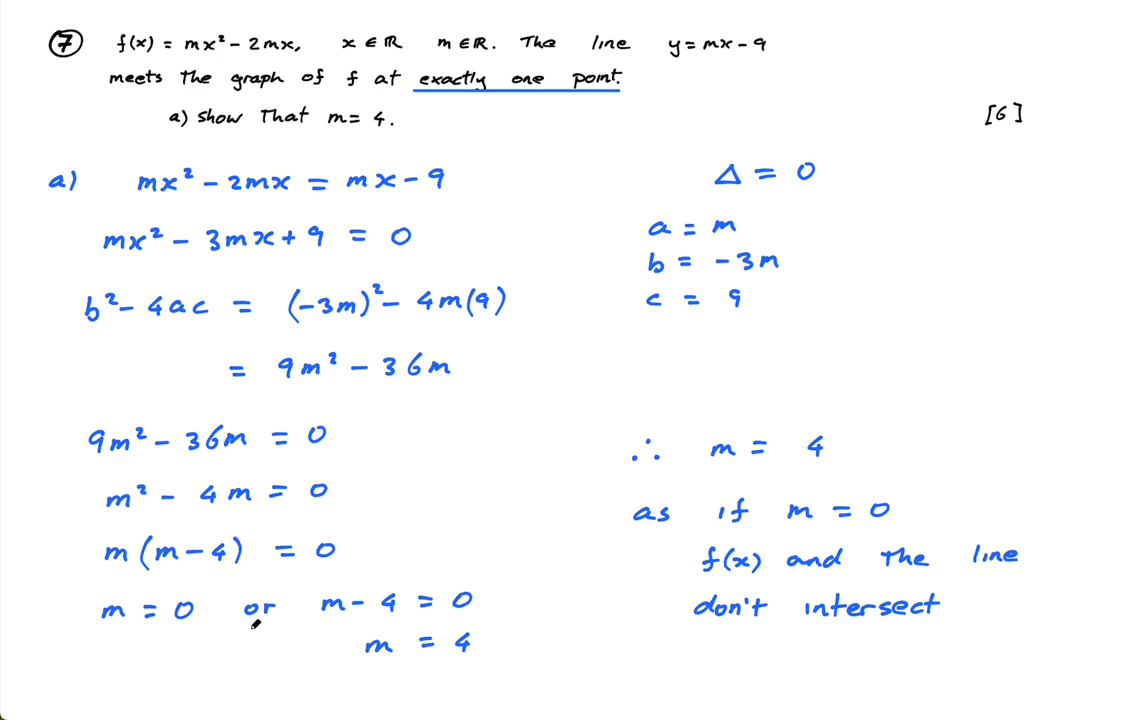 7 f(x) = mx² - 2mx, x ∈ ℝ m ∈ ℝ. The line y = mx - 9
meets the graph of f at exactly one point.
a) show that m = 4. [6]
a) mx² - 2mx = mx - 9
mx² - 3mx + 9 = 0
b² - 4ac = (-3m)² - 4m(9)
= 9m² - 36m
9m² - 36m = 0
m² - 4m = 0
m(m - 4) = 0
m = 0 or m - 4 = 0
m = 4
Δ = 0
a = m
b = -3m
c = 9
∴ m = 4
as if m = 0
f(x) and the line
don't intersect